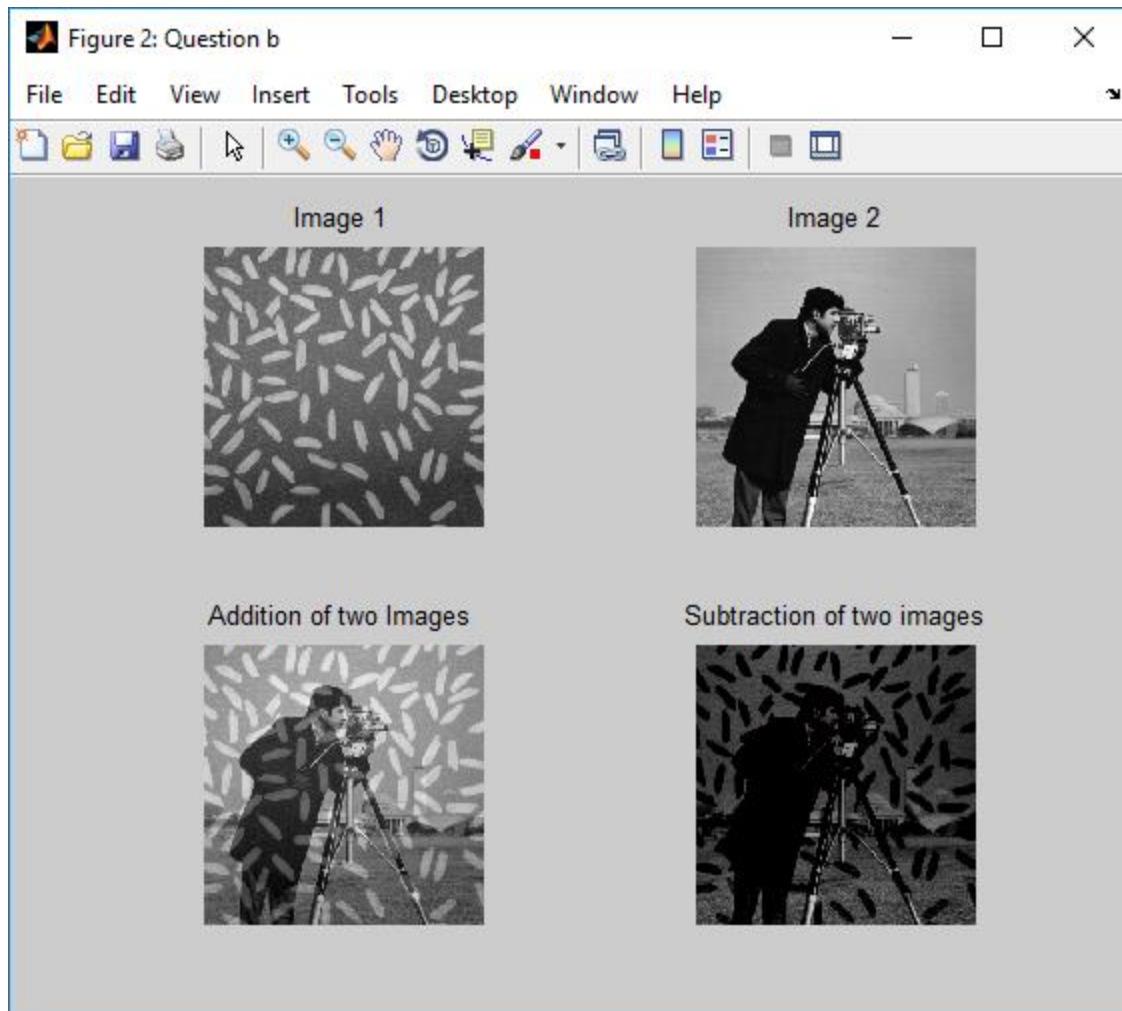 Figure 2: Question b
File Edit View Insert Tools Desktop Window Help
Image 1
Image 2
Addition of two Images
Subtraction of two images